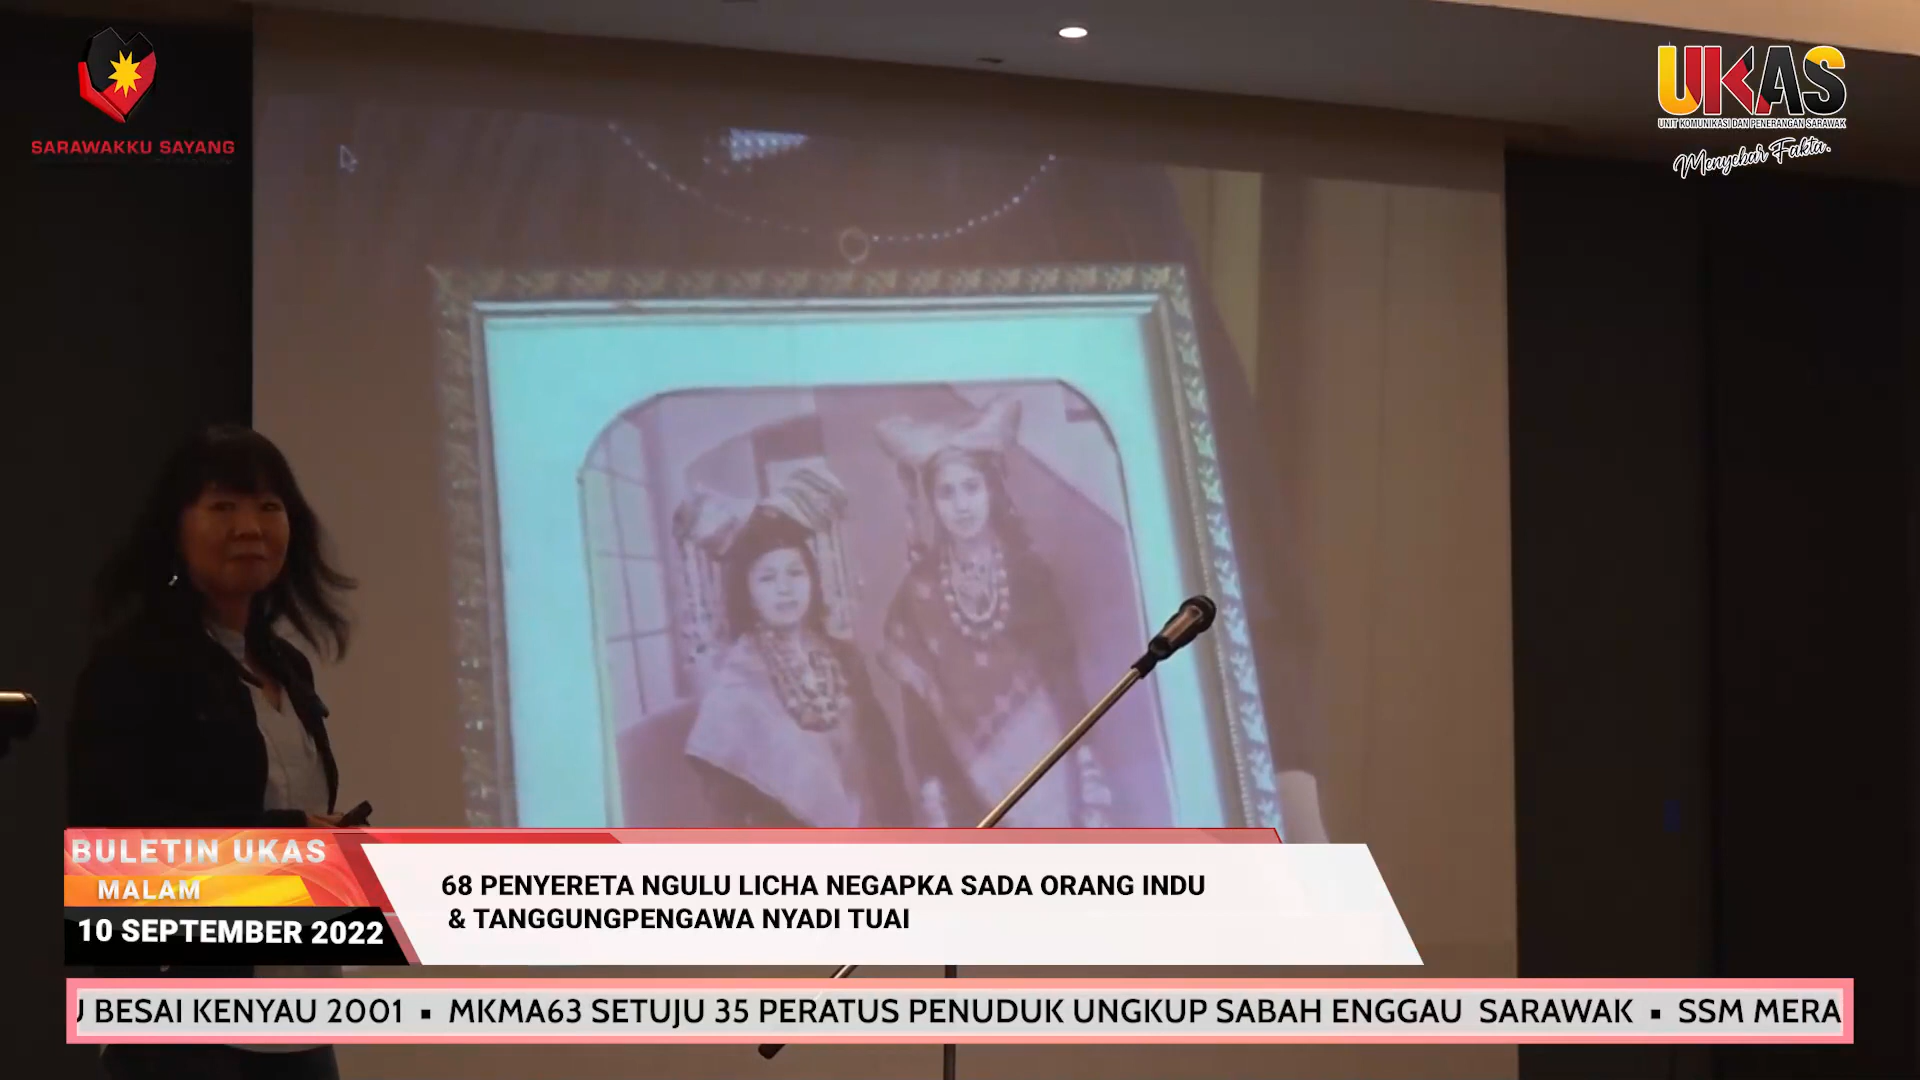 SARAWAKKU SAYANG
UKAS
UNIT KOMUNIKASI DAN PENERANGAN SARAWAK
Menyebar Fakta.
BULETIN UKAS
MALAM
10 SEPTEMBER 2022
68 PENYERETA NGULU LICHA NEGAPKA SADA ORANG INDU
& TANGGUNGPENGAWA NYADI TUAI
BESAI KENYAU 2001 ▪ MKMA63 SETUJU 35 PERATUS PENUDUK UNGKUP SABAH ENGGAU SARAWAK ▪ SSM MERA